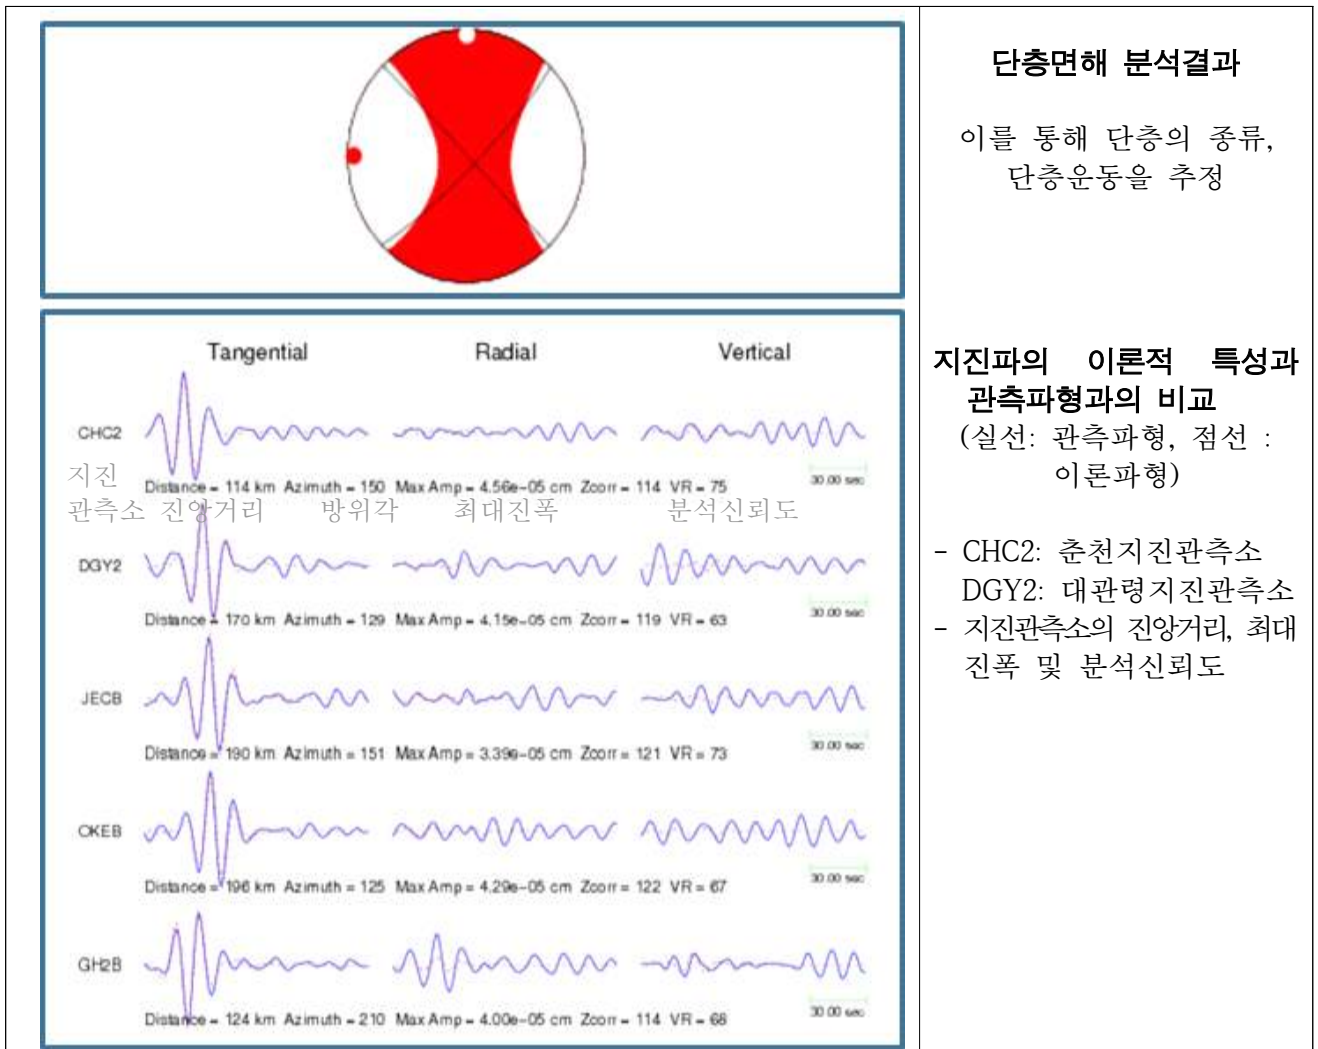 단층면해 분석결과
이를 통해 단층의 종류,
단층운동을 추정
Tangential Radial Vertical
CHC2
30.00 sec
Distance = 114 km Azimuth = 150 Max Amp = 4.56e-05 cm Zcorr = 114 VR = 75
지진
관측소 진앙거리 방위각 최대진폭 분석신뢰도
DGY2
30.00 sec
Distance = 170 km Azimuth = 129 Max Amp = 4.15e-05 cm Zcorr = 119 VR = 63
JECB
30.00 sec
Distance = 190 km Azimuth = 151 Max Amp = 3.39e-05 cm Zcorr = 121 VR = 73
OKEB
30.00 sec
Distance = 196 km Azimuth = 125 Max Amp = 4.29e-05 cm Zcorr = 122 VR = 67
GH2B
30.00 sec
Distance = 124 km Azimuth = 210 Max Amp = 4.00e-05 cm Zcorr = 114 VR = 68
지진파의 이론적 특성과
관측파형과의 비교
(실선: 관측파형, 점선 :
이론파형)
- CHC2: 춘천지진관측소
DGY2: 대관령지진관측소
- 지진관측소의 진앙거리, 최대
진폭 및 분석신뢰도